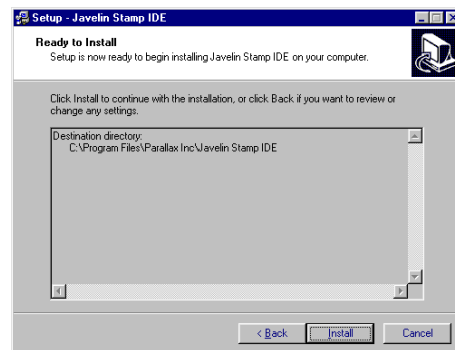 Setup - Javelin Stamp IDE
Ready to Install
Setup is now ready to begin installing Javelin Stamp IDE on your computer.
Click Install to continue with the installation, or click Back if you want to review or
change any settings.
Destination directory:
C:\Program Files\Parallax Inc\Javelin Stamp IDE
< Back
Install
Cancel